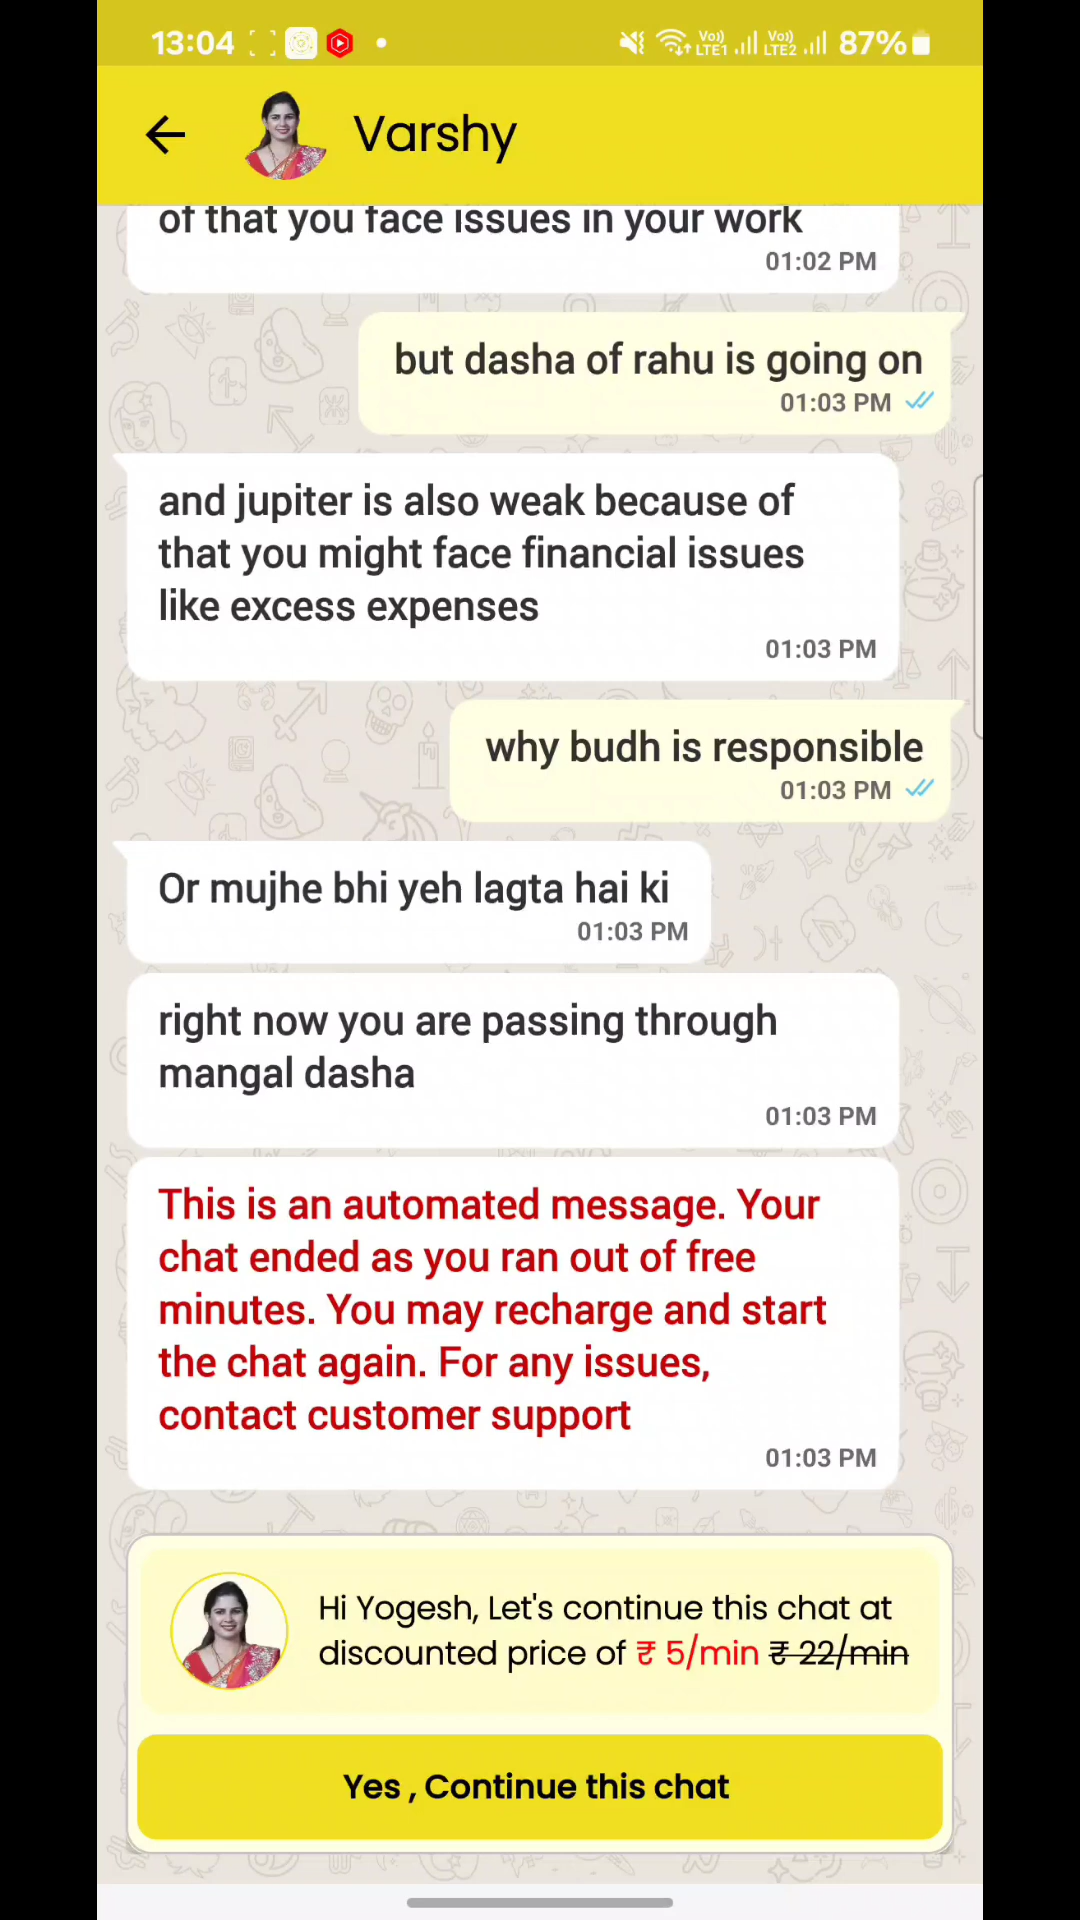 13:04
Vo)) LTE1 Vo)) LTE2 87%
Varshy
of that you face issues in your work
01:02 PM
but dasha of rahu is going on
01:03 PM
and jupiter is also weak because of
that you might face financial issues
like excess expenses
01:03 PM
why budh is responsible
01:03 PM
Or mujhe bhi yeh lagta hai ki
01:03 PM
right now you are passing through
mangal dasha
01:03 PM
This is an automated message. Your
chat ended as you ran out of free
minutes. You may recharge and start
the chat again. For any issues,
contact customer support
01:03 PM
Hi Yogesh, Let's continue this chat at
discounted price of ₹ 5/min ₹ 22/min
Yes , Continue this chat